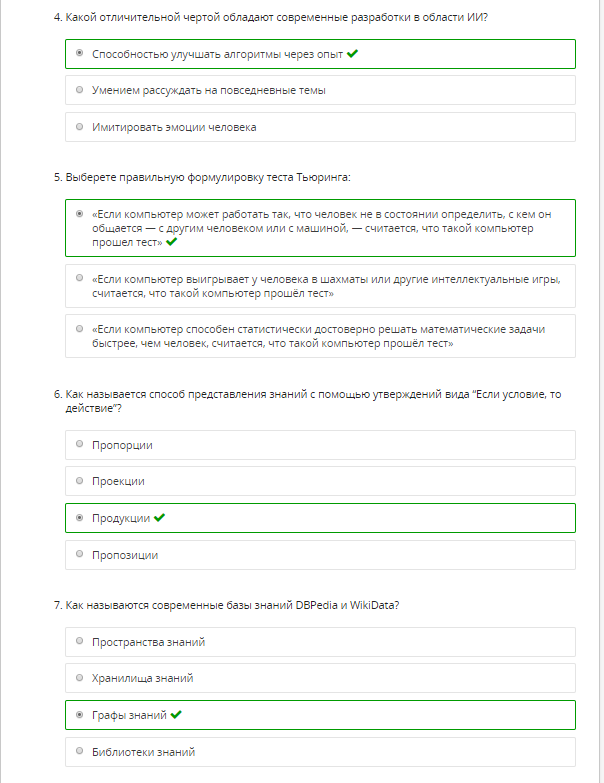 4. Какой отличительной чертой обладают современные разработки в области ИИ?
Способностью улучшать алгоритмы через опыт
Умением рассуждать на повседневные темы
Имитировать эмоции человека
5. Выберете правильную формулировку теста Тьюринга:
«Если компьютер может работать так, что человек не в состоянии определить, с кем он
общается — с другим человеком или с машиной, — считается, что такой компьютер
прошел тест»
«Если компьютер выигрывает у человека в шахматы или другие интеллектуальные игры,
считается, что такой компьютер прошёл тест»
«Если компьютер способен статистически достоверно решать математические задачи
быстрее, чем человек, считается, что такой компьютер прошёл тест»
6. Как называется способ представления знаний с помощью утверждений вида “Если условие, то
действие”?
Пропорции
Проекции
Продукции
Пропозиции
7. Как называются современные базы знаний DBPedia и WikiData?
Пространства знаний
Хранилища знаний
Графы знаний
Библиотеки знаний